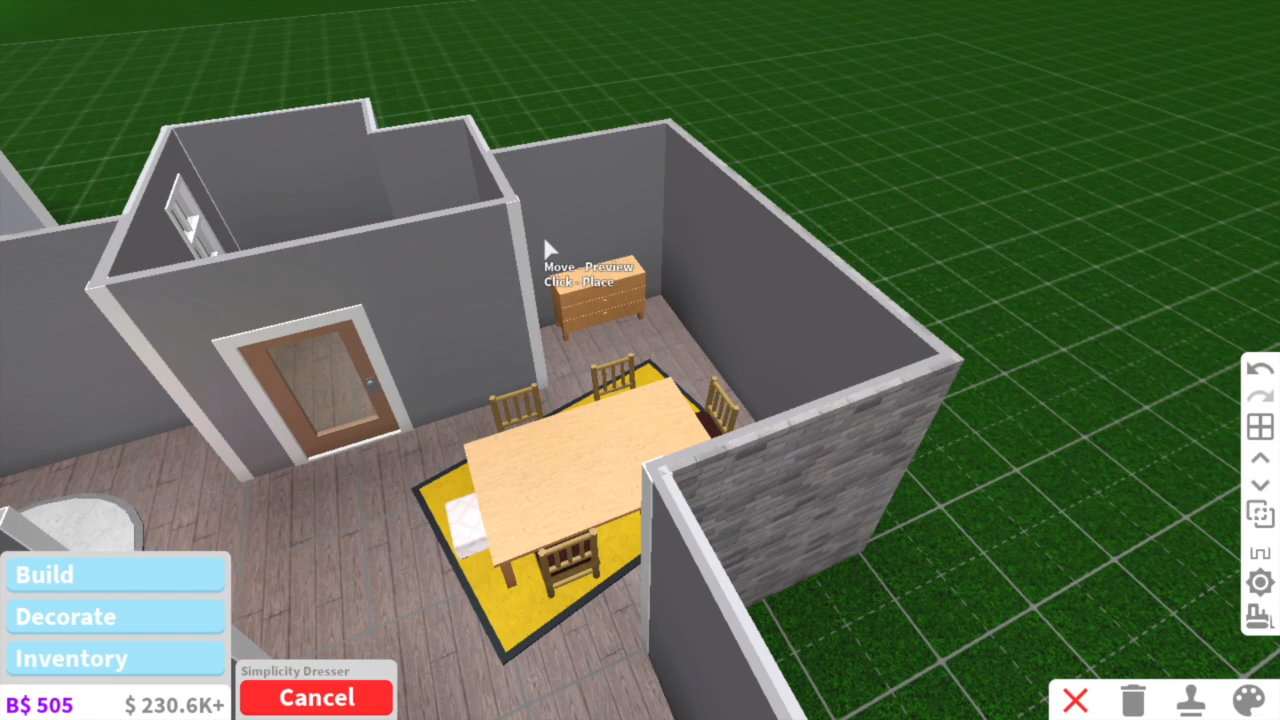 Move - Preview
Click - Place
Build
Decorate
Inventory
B$ 505
$ 230.6K+
Simplicity Dresser
Cancel